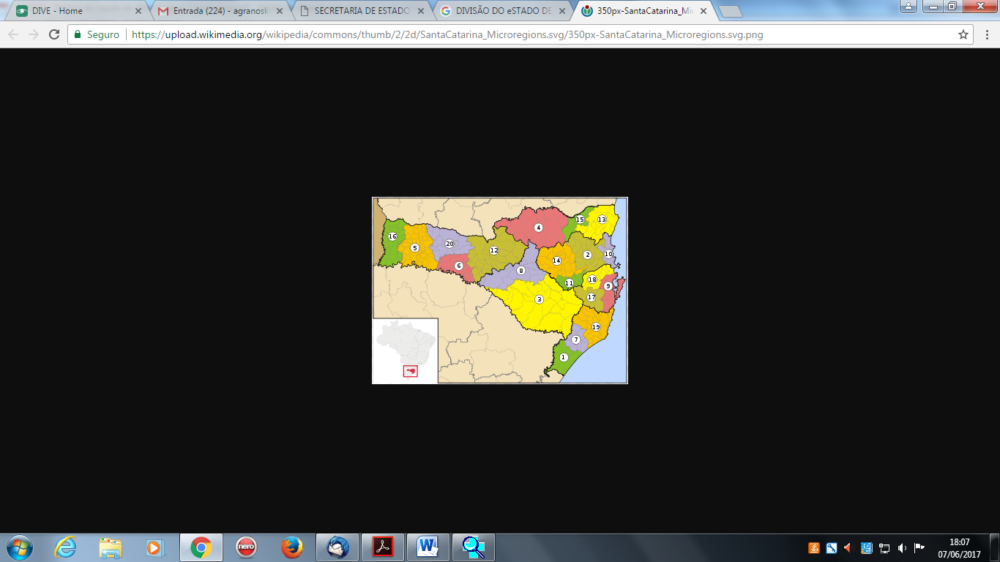 DIVE - Home
Entrada (224) - agranosk
SECRETARIA DE ESTADO
DIVISÃO DO eSTADO DE
350px-SantaCatarina_Mi
Seguro
https://upload.wikimedia.org/wikipedia/commons/thumb/2/2d/SantaCatarina_Microregions.svg/350px-SantaCatarina_Microregions.svg.png
15
13
4
16
5
20
12
2
10
14
6
8
11
18
9
3
17
19
7
1
nero
18:07
07/06/2017